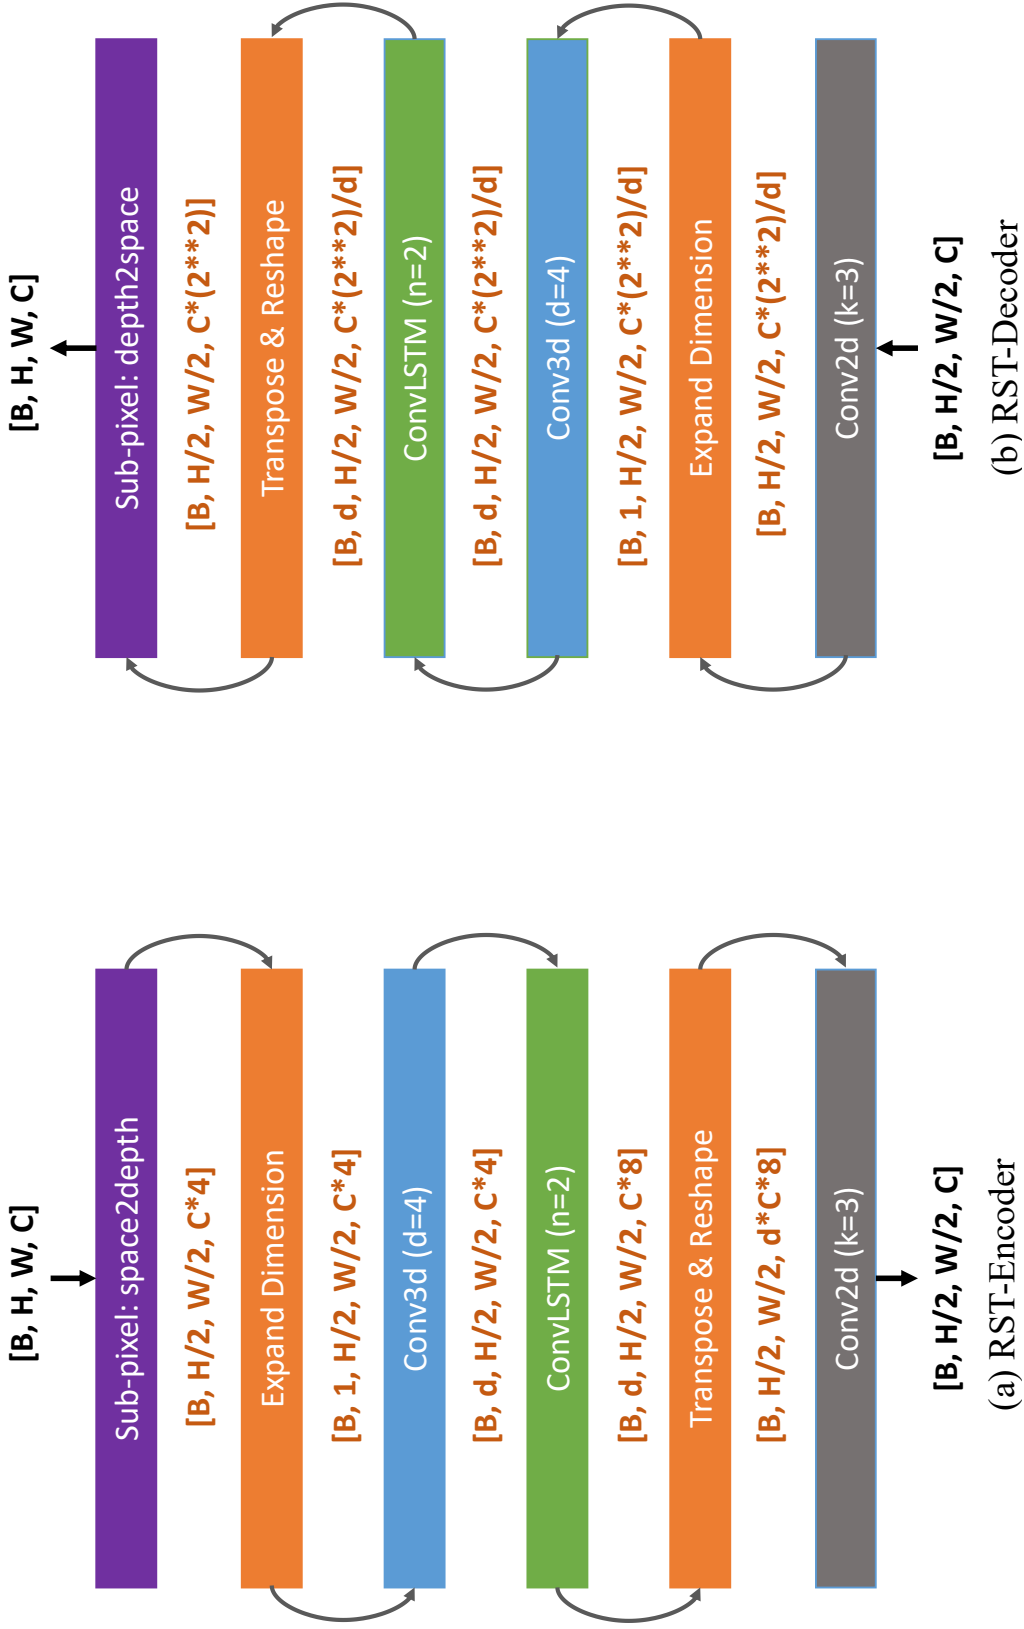 [B, H, W, C]
Sub-pixel: space2depth
[B, H/2, W/2, C*4]
Expand Dimension
[B, 1, H/2, W/2, C*4]
Conv3d (d=4)
[B, d, H/2, W/2, C*4]
ConvLSTM (n=2)
[B, d, H/2, W/2, C*8]
Transpose & Reshape
[B, H/2, W/2, d*C*8]
Conv2d (k=3)
[B, H/2, W/2, C]
(a) RST-Encoder
[B, H, W, C]
Sub-pixel: depth2space
[B, H/2, W/2, C*(2**2)]
Transpose & Reshape
[B, d, H/2, W/2, C*(2**2)/d]
ConvLSTM (n=2)
[B, d, H/2, W/2, C*(2**2)/d]
Conv3d (d=4)
[B, 1, H/2, W/2, C*(2**2)/d]
Expand Dimension
[B, H/2, W/2, C*(2**2)/d]
Conv2d (k=3)
[B, H/2, W/2, C]
(b) RST-Decoder